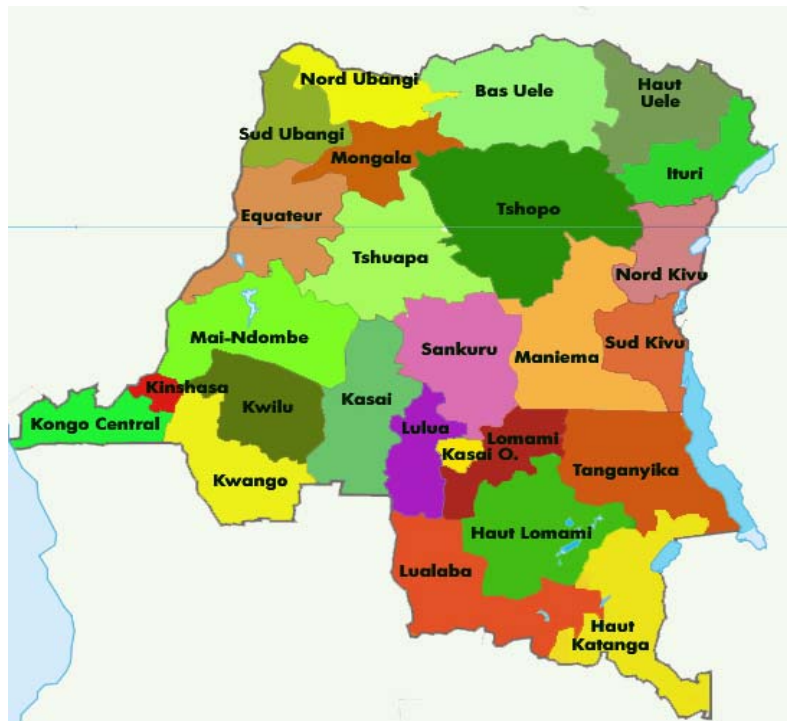 Nord Ubangi
Bas Uele
Haut
Uele
Sud Ubangi
Mongala
Ituri
Equateur
Tshopo
Tshuapa
Nord Kivu
Mai-Ndombe
Sankuru
Maniema
Sud Kivu
Kinshasa
Kwilu
Kasai
Kongo Central
Lulua
Lomami
Kasai O.
Kwango
Tanganyika
Haut Lomami
Lualaba
Haut
Katanga